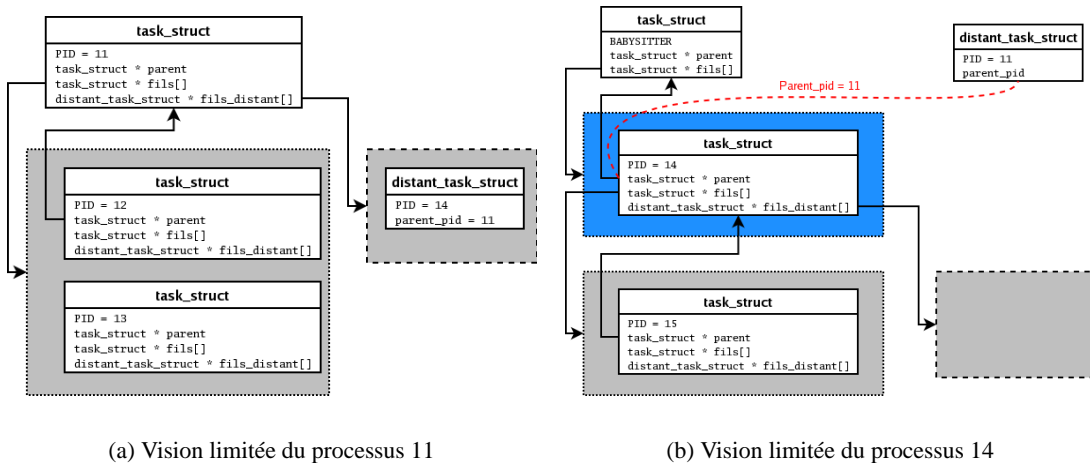 task_struct
PID = 11
task_struct * parent
task_struct * fils[]
distant_task_struct * fils_distant[]
task_struct
PID = 12
task_struct * parent
task_struct * fils[]
distant_task_struct * fils_distant[]
task_struct
PID = 13
task_struct * parent
task_struct * fils[]
distant_task_struct * fils_distant[]
distant_task_struct
PID = 14
parent_pid = 11
(a) Vision limitée du processus 11
task_struct
BABYSITTER
task_struct * parent
task_struct * fils[]
distant_task_struct
PID = 11
parent_pid
Parent_pid = 11
task_struct
PID = 14
task_struct * parent
task_struct * fils[]
distant_task_struct * fils_distant[]
task_struct
PID = 15
task_struct * parent
task_struct * fils[]
distant_task_struct * fils_distant[]
(b) Vision limitée du processus 14